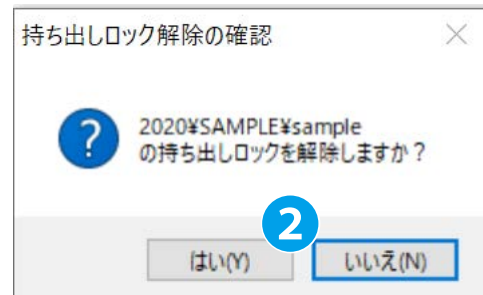 持ち出しロック解除の確認
?
2020¥SAMPLE¥sample
の持ち出しロックを解除しますか？
2
はい(Y)
いいえ(N)